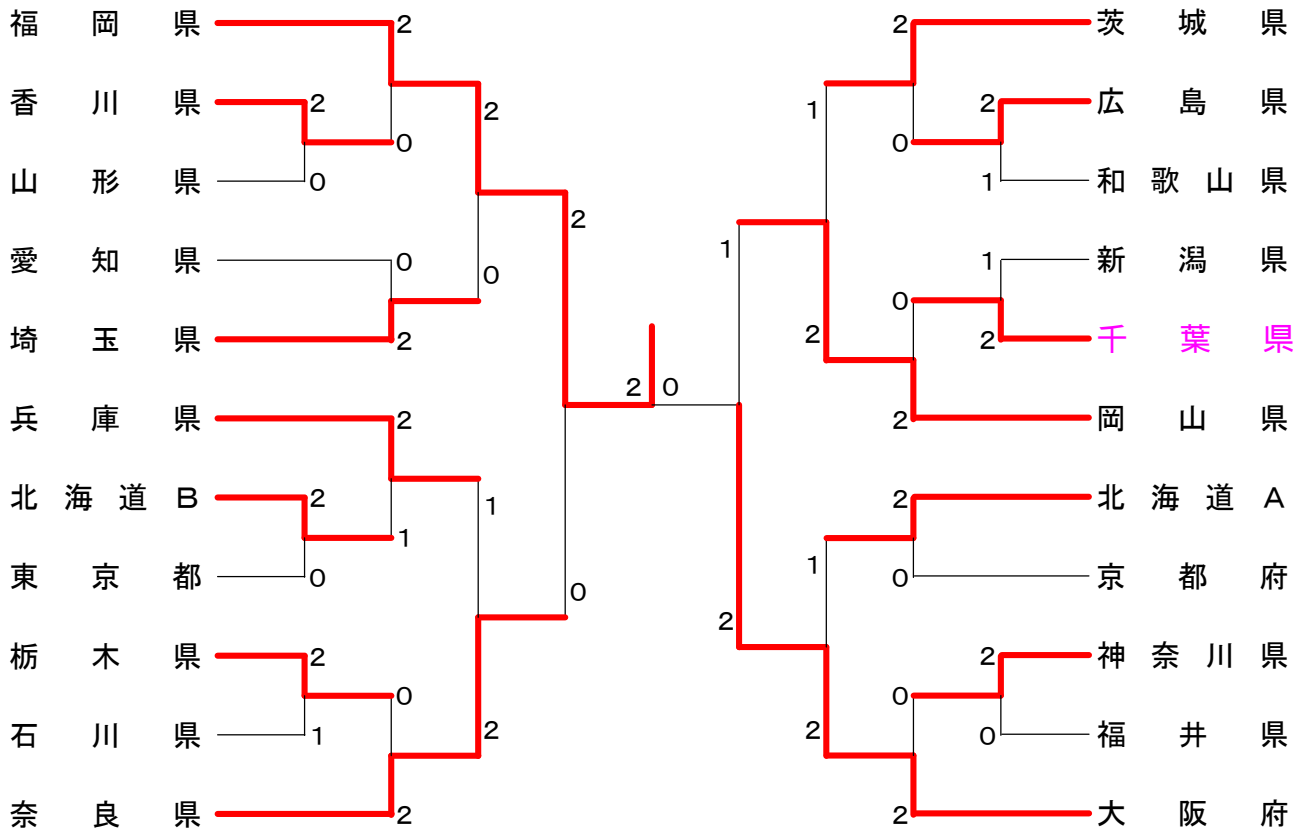 福岡県 2 2 茨城県
2 1
香川県 2 2 広島県
0 0
山形県 0 1 和歌山県
2 1
愛知県 0 1 新潟県
0 0
埼玉県 2 2 2 千葉県
2 0
兵庫県 2 2 岡山県
北海道B 2 1 2 北海道A
1 1
東京都 0 0 0 京都府
2
栃木県 2 2 神奈川県
0 0
石川県 1 2 2 0 福井県
奈良県 2 2 大阪府